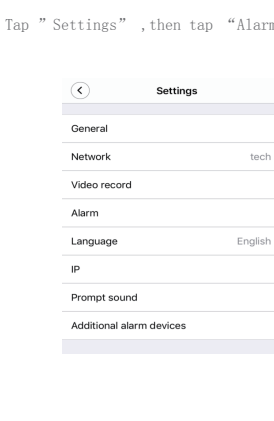 Tap ” Settings” ,then tap “Alarm
Settings
General
Network tech
Video record
Alarm
Language English
IP
Prompt sound
Additional alarm devices